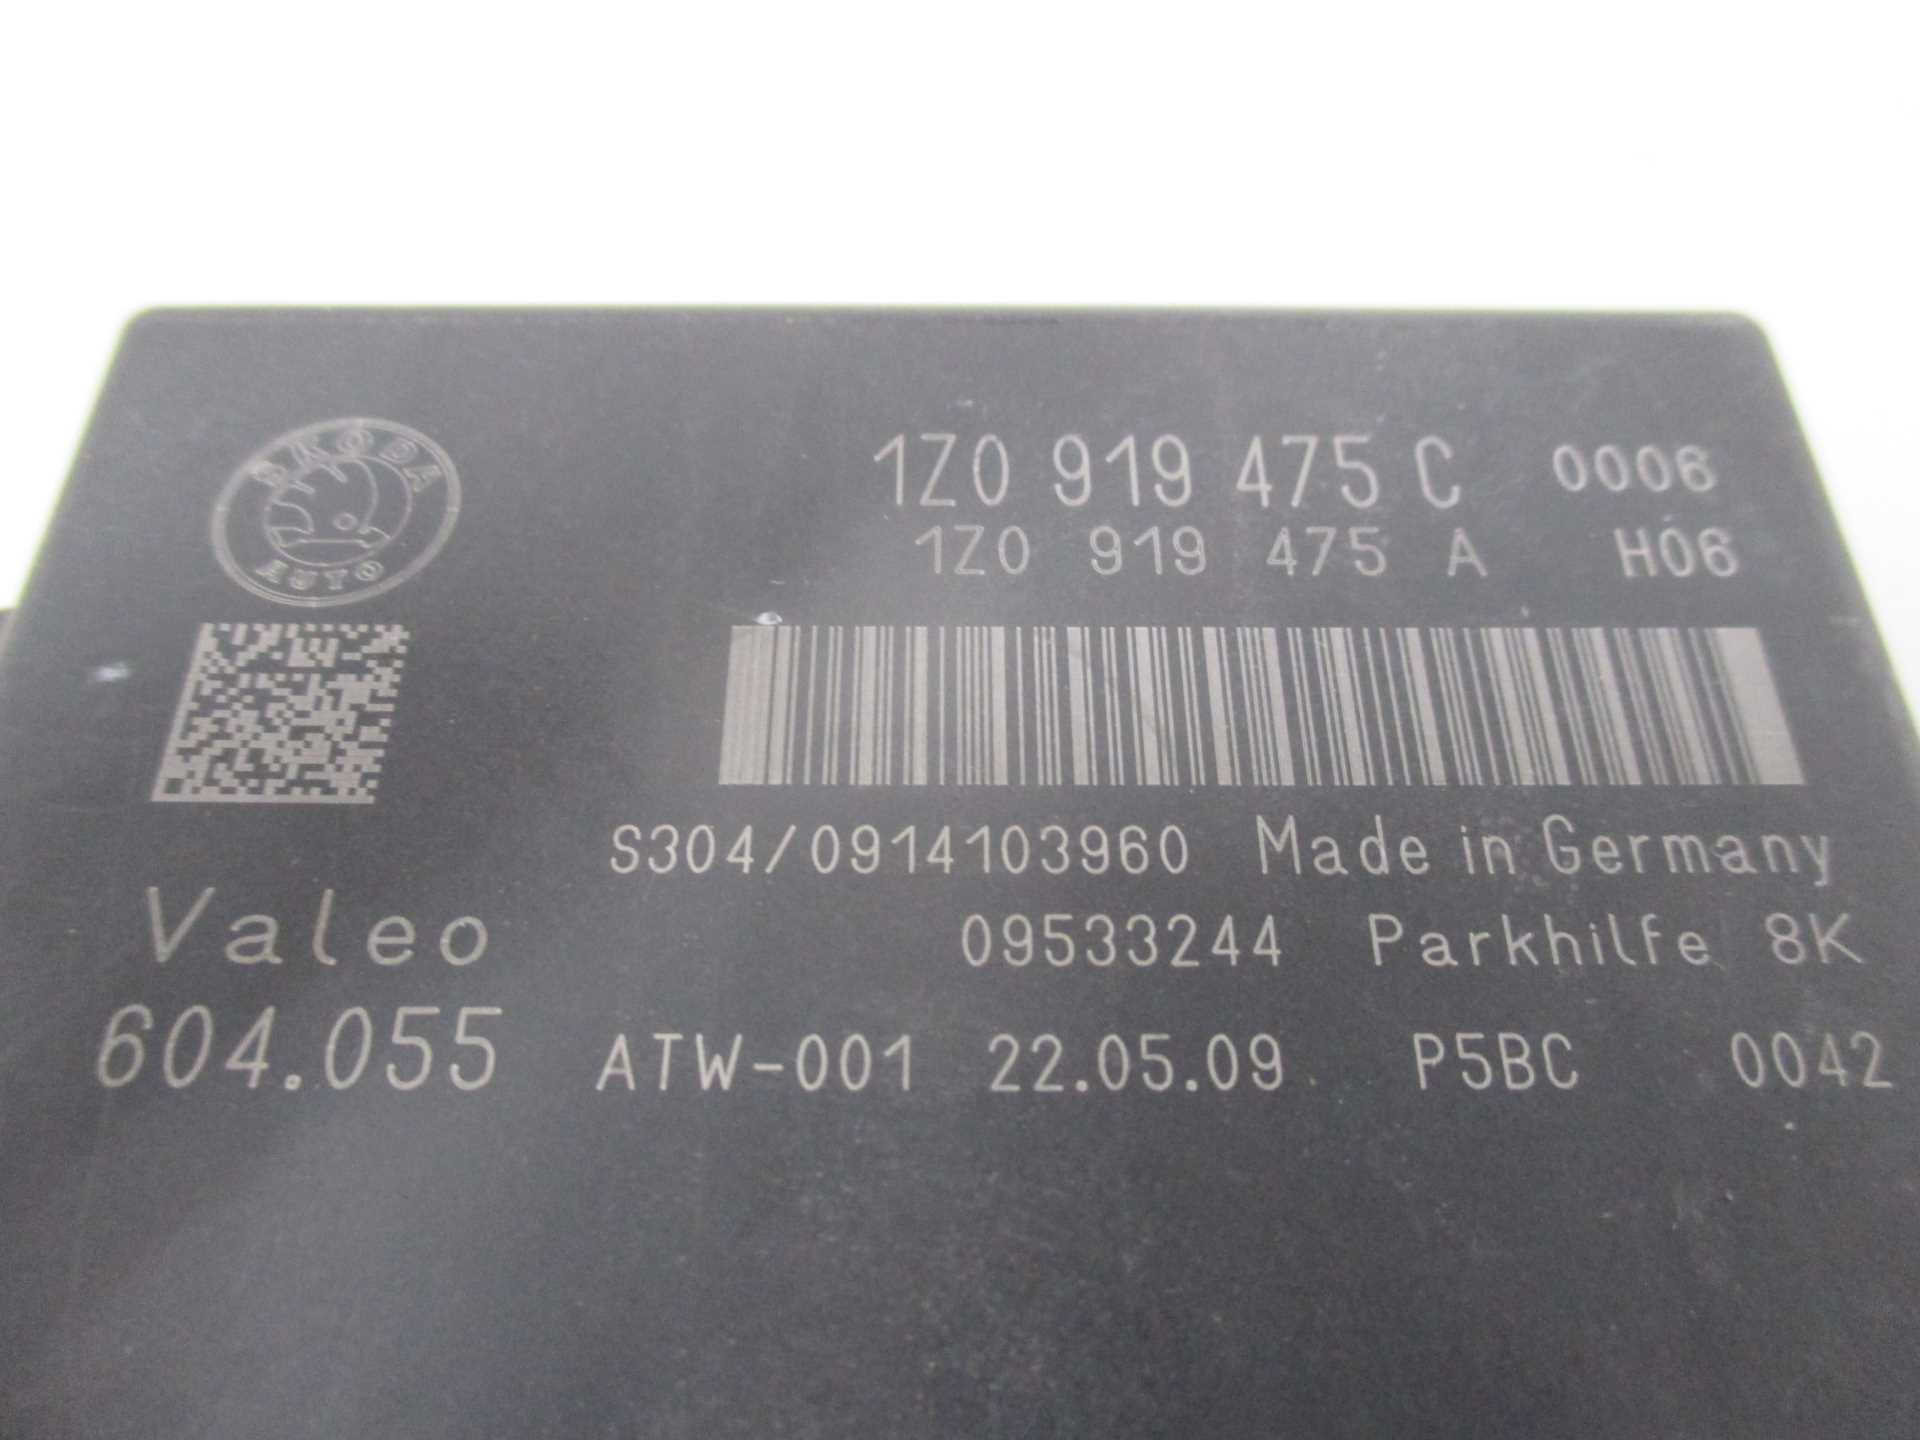 ŠKODA
AUTO
1Z0 919 475 C 0006
1Z0 919 475 A H06
S304/0914103960 Made in Germany
Valeo 09533244 Parkhilfe 8K
604.055 ATW-001 22.05.09 P5BC 0042